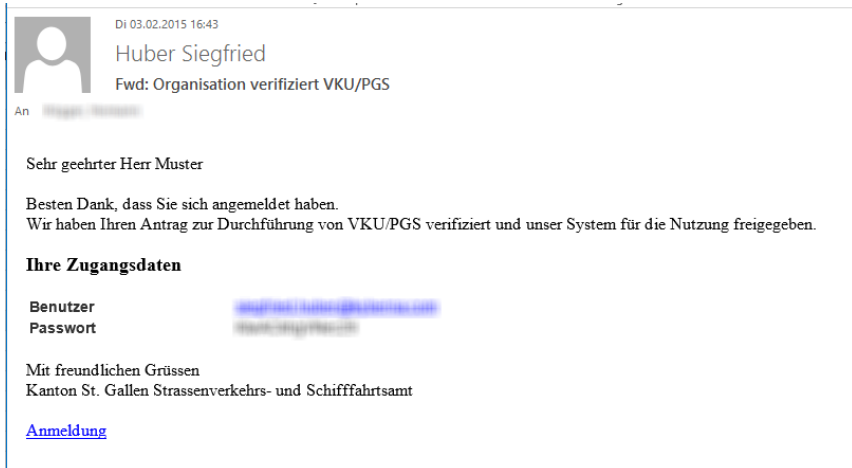 Di 03.02.2015 16:43
Huber Siegfried
Fwd: Organisation verifiziert VKU/PGS
An
Sehr geehrter Herr Muster
Besten Dank, dass Sie sich angemeldet haben.
Wir haben Ihren Antrag zur Durchführung von VKU/PGS verifiziert und unser System für die Nutzung freigegeben.
Ihre Zugangsdaten
Benutzer
Passwort
Mit freundlichen Grüssen
Kanton St. Gallen Strassenverkehrs- und Schifffahrtsamt
Anmeldung